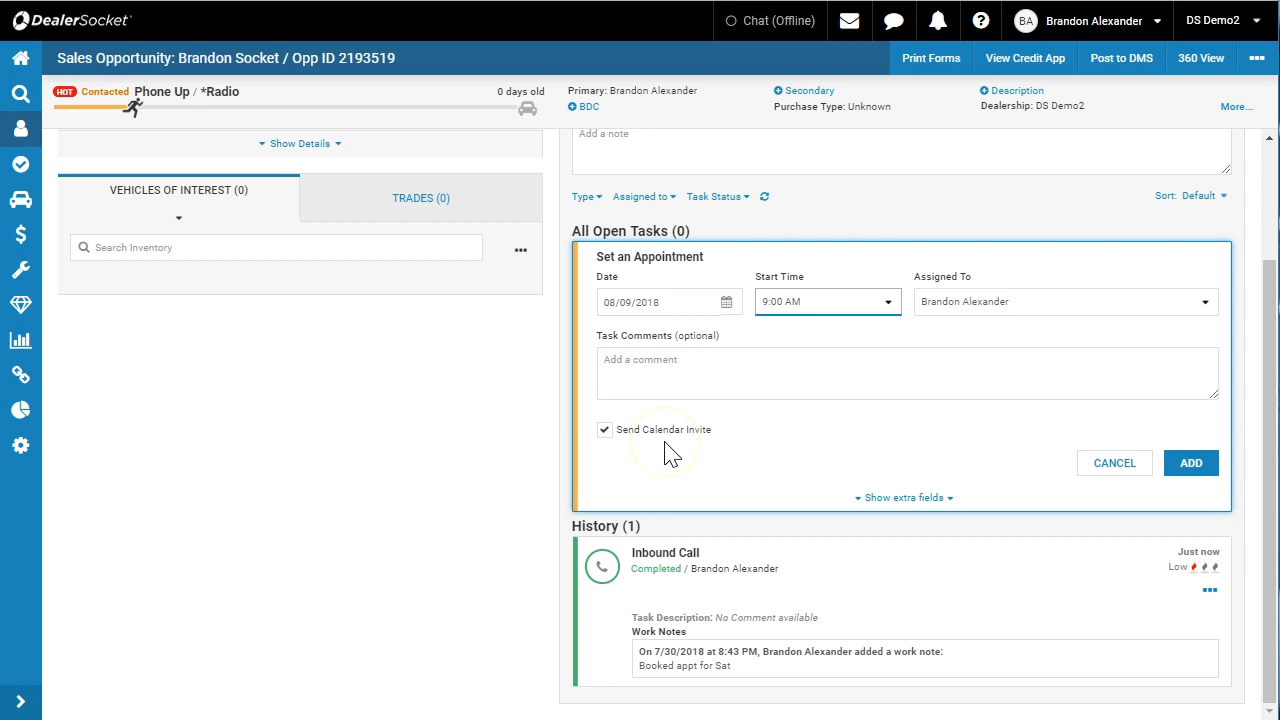 DealerSocket
Chat (Offline)
BA
Brandon Alexander
DS Demo2
Sales Opportunity: Brandon Socket / Opp ID 2193519
Print Forms
View Credit App
Post to DMS
360 View
HOT Contacted Phone Up / *Radio
0 days old
Primary: Brandon Alexander
BDC
Secondary
Purchase Type: Unknown
Description
Dealership: DS Demo2
More...
Show Details
VEHICLES OF INTEREST (0)
TRADES (0)
Search Inventory
Add a note
Type Assigned to Task Status
Sort: Default
All Open Tasks (0)
Set an Appointment
Date
Start Time
Assigned To
08/09/2018
9:00 AM
Brandon Alexander
Task Comments (optional)
Add a comment
Send Calendar Invite
CANCEL
ADD
Show extra fields
History (1)
Inbound Call
Just now
Completed / Brandon Alexander
Low
Task Description: No Comment available
Work Notes
On 7/30/2018 at 8:43 PM, Brandon Alexander added a work note:
Booked appt for Sat